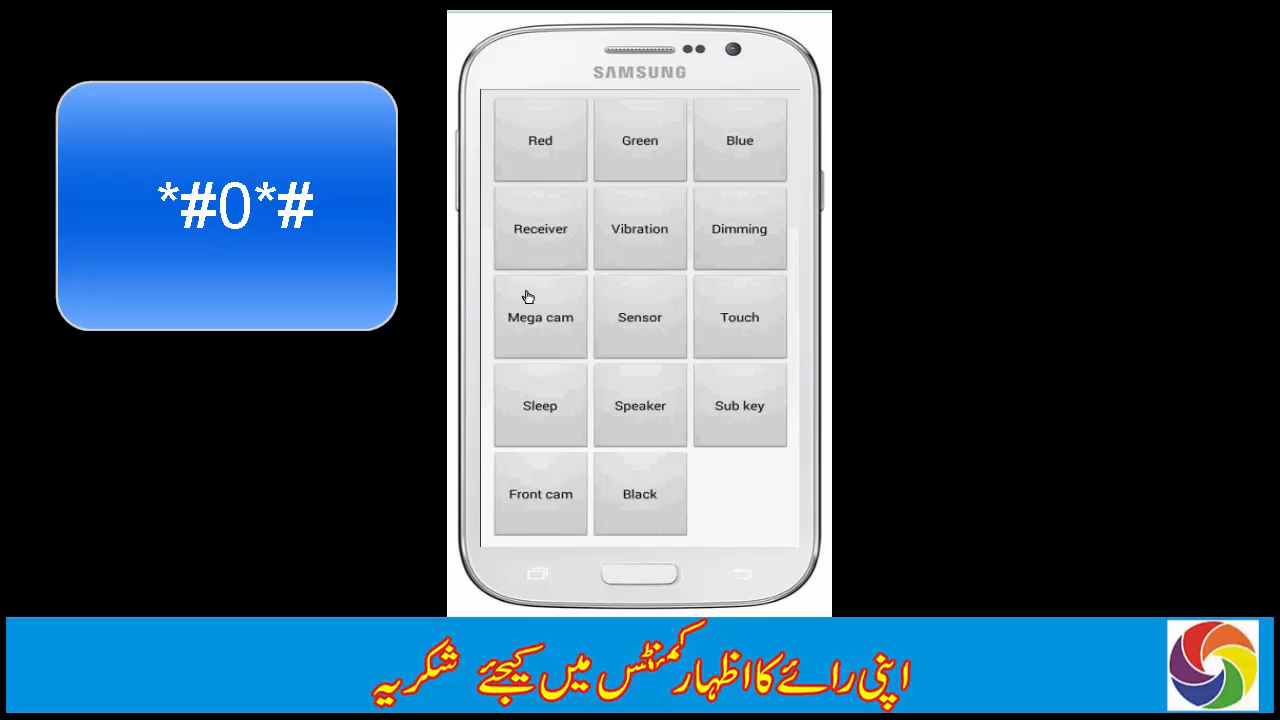 *#0*#
SAMSUNG
Red Green Blue
Receiver Vibration Dimming
Mega cam Sensor Touch
Sleep Speaker Sub key
Front cam Black
اپنی رائے کا اظہار کمنٹس میں کیجئے شکریہ